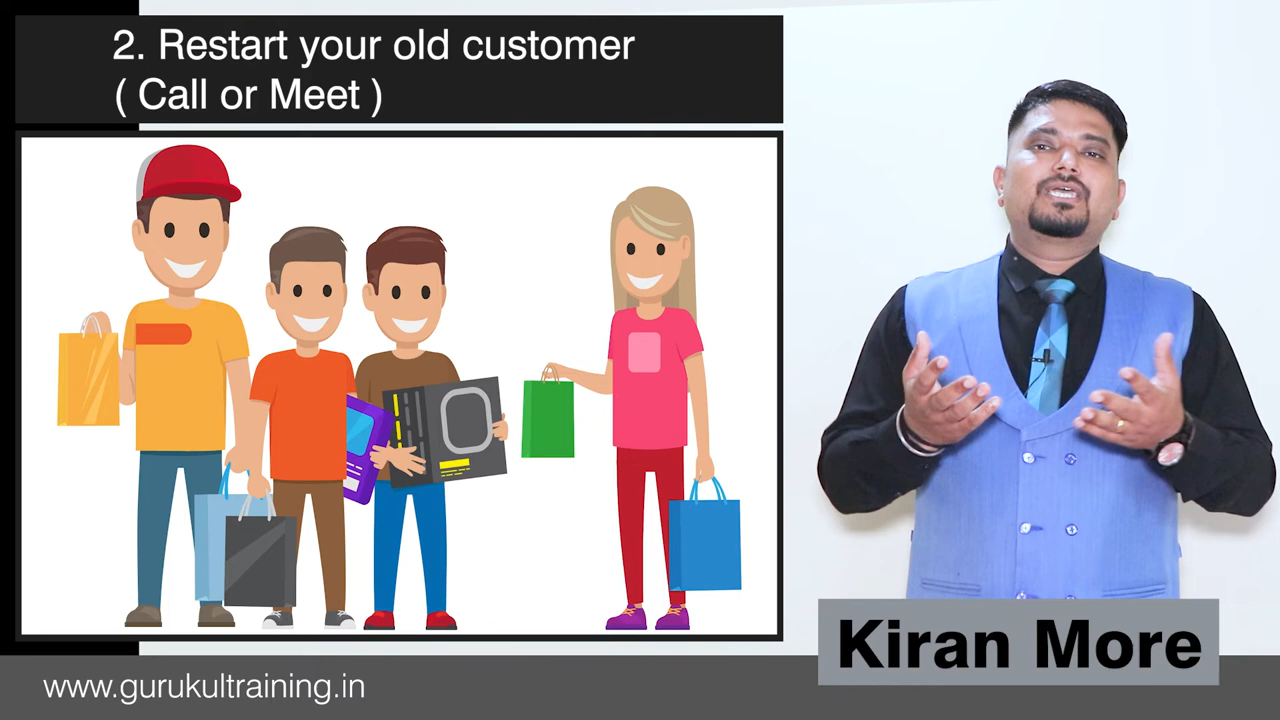 2. Restart your old customer
( Call or Meet )
Kiran More
www.gurukultraining.in